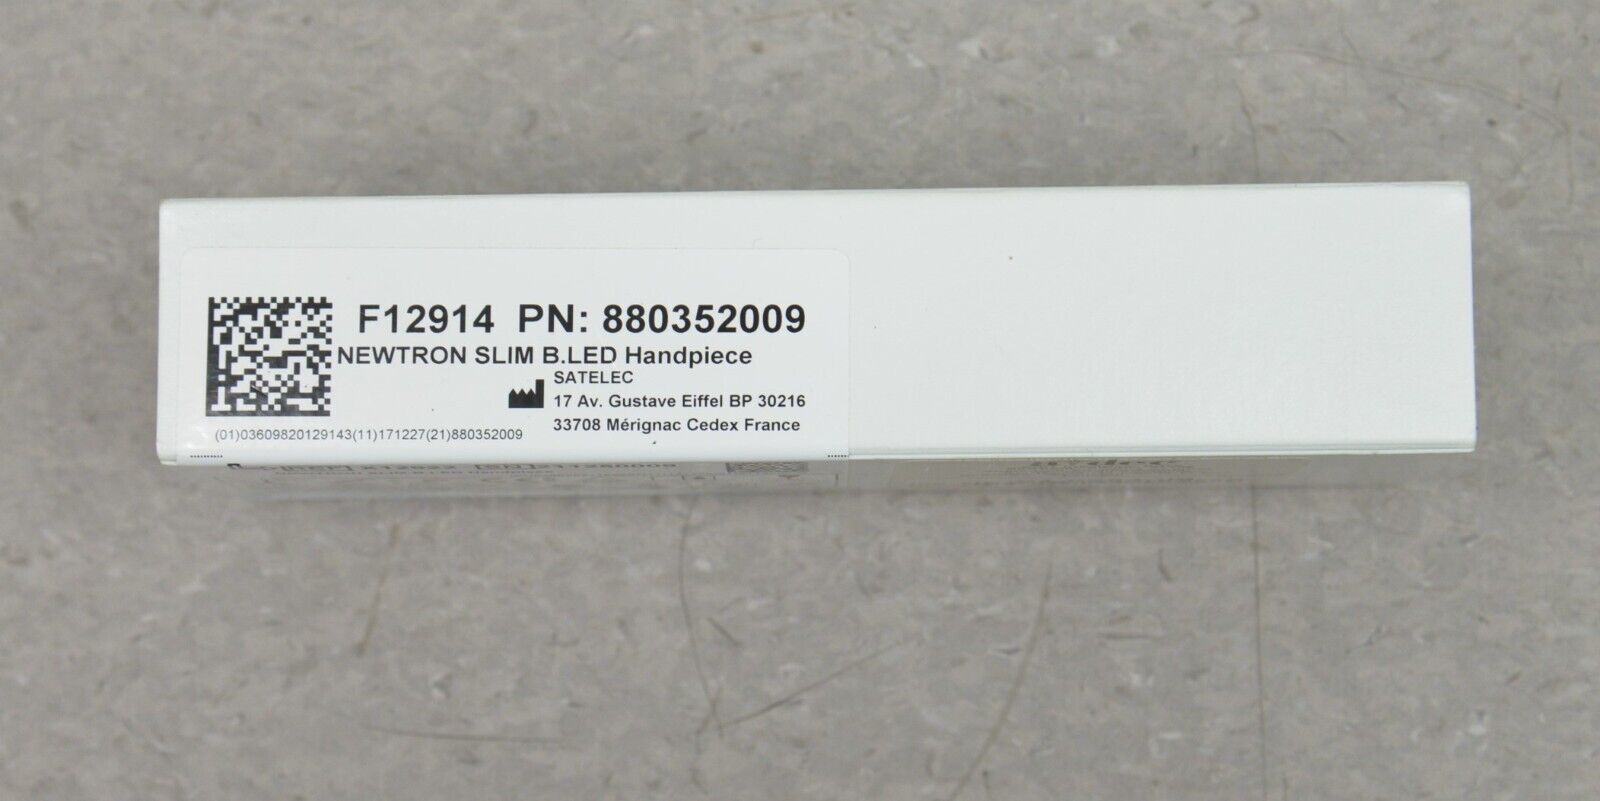 F12914 PN: 880352009
NEWTRON SLIM B.LED Handpiece
SATELEC
17 Av. Gustave Eiffel BP 30216
33708 Mérignac Cedex France
(01)03609820129143(11)171227(21)880352009